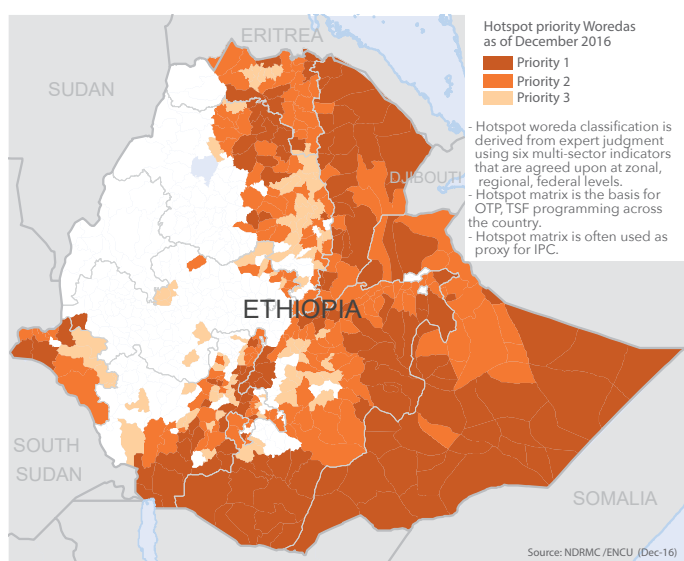 Hotspot priority Woredas
as of December 2016
Priority 1
Priority 2
Priority 3
- Hotspot woreda classification is
derived from expert judgment
using six multi-sector indicators
that are agreed upon at zonal,
regional, federal levels.
- Hotspot matrix is the basis for
OTP, TSF programming across
the country.
- Hotspot matrix is often used as
proxy for IPC.
ERITREA
SUDAN
DJIBOUTI
ETHIOPIA
SOUTH
SUDAN
SOMALIA
Source: NDRMC /ENCU (Dec-16)